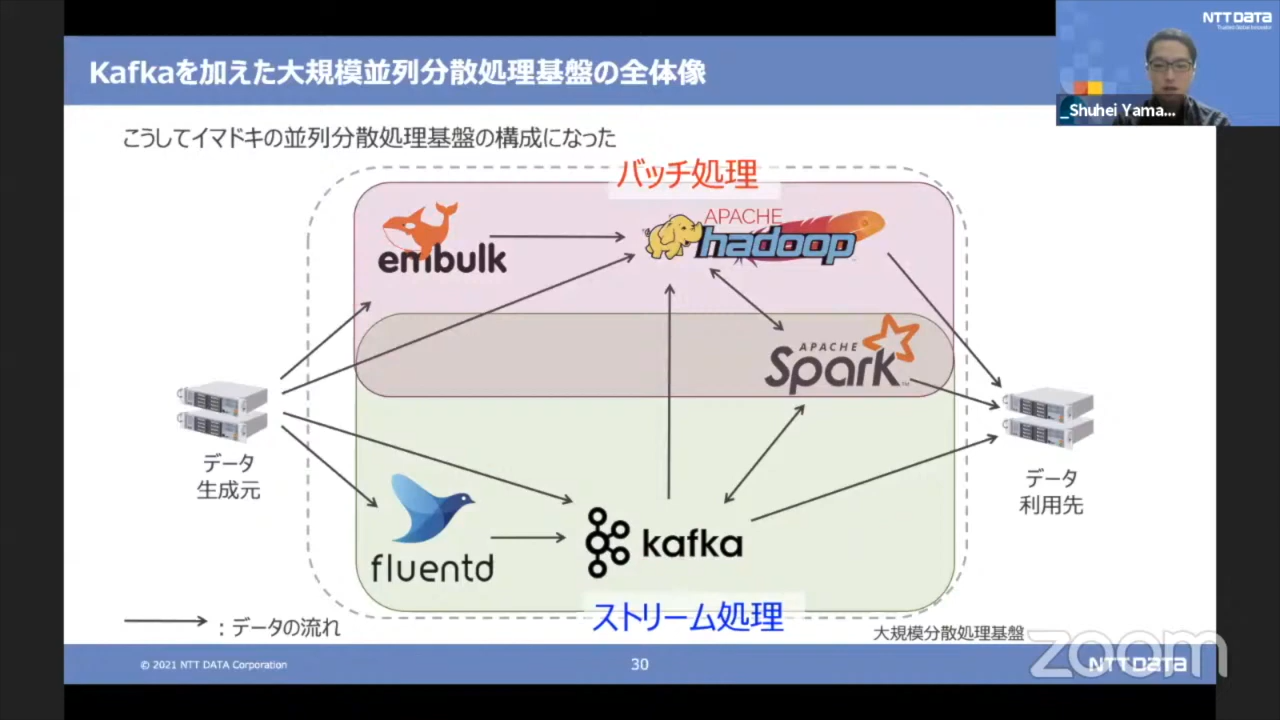 NTT DATA
Trusted Global Innovator
_Shuhei Yama...
Kafkaを加えた大規模並列分散処理基盤の全体像
こうしてイマドキの並列分散処理基盤の構成になった
バッチ処理
embulk
APACHE
hadoop
APACHE
Spark™
データ
生成元
データ
利用先
fluentd
kafka
ストリーム処理
：データの流れ
大規模分散処理基盤
zoom
© 2021 NTT DATA Corporation
30
NTT DATA